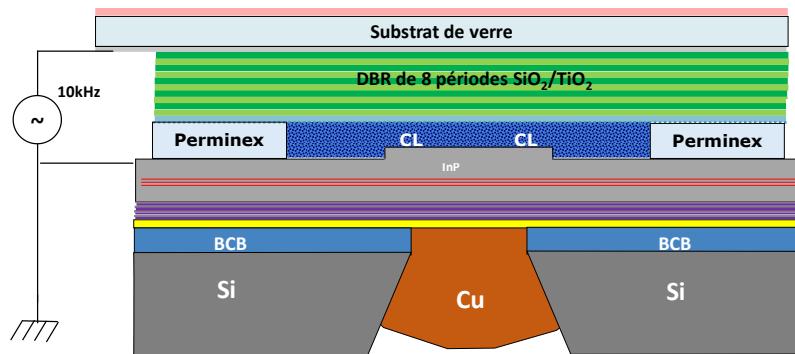 Substrat de verre
10kHz
DBR de 8 périodes SiO₂/TiO₂
~
Perminex CL CL Perminex
InP
BCB BCB
Si Cu Si